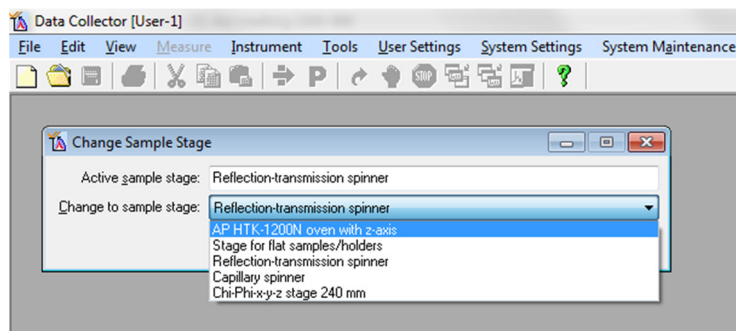 Data Collector [User-1]
File Edit View Measure Instrument Tools User Settings System Settings System Maintenance
P STOP
Change Sample Stage
Active sample stage: Reflection-transmission spinner
Change to sample stage: Reflection-transmission spinner
AP HTK-1200N oven with z-axis
Stage for flat samples/holders
Reflection-transmission spinner
Capillary spinner
Chi-Phi-x-y-z stage 240 mm